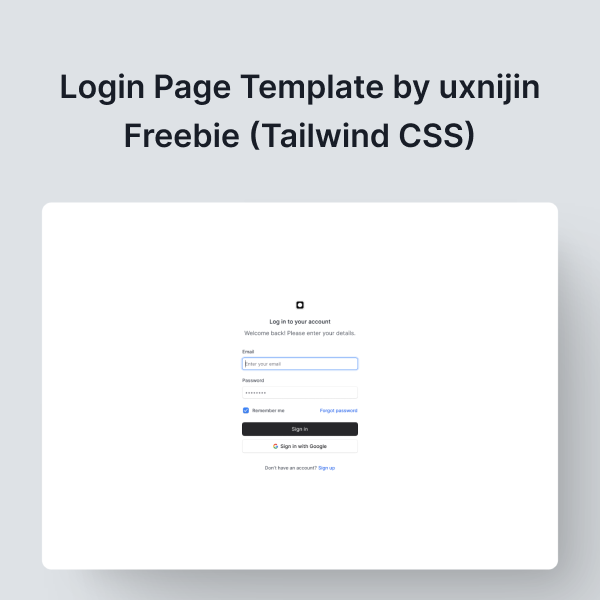 Login Page Template by uxnijin
Freebie (Tailwind CSS)
Log in to your account
Welcome back! Please enter your details.
Email
Enter your email
Password
••••••••
Remember me Forgot password
Sign in
Sign in with Google
Don't have an account? Sign up